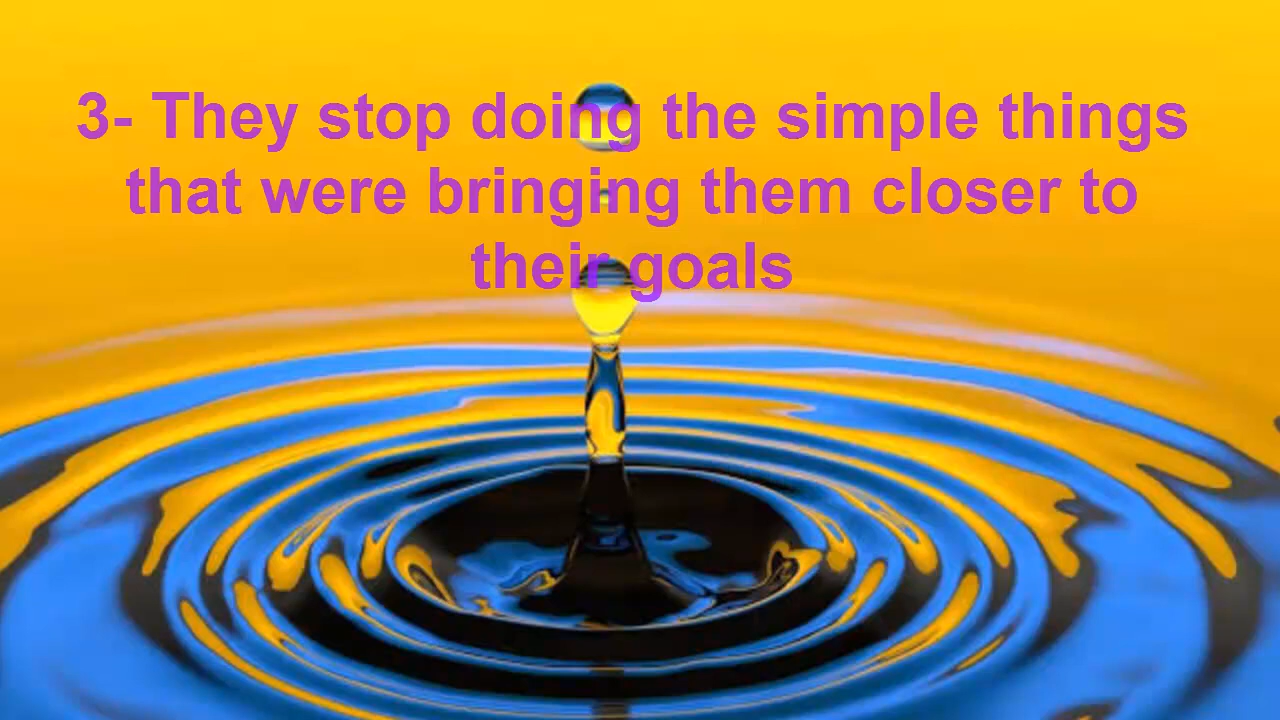 3- They stop doing the simple things
that were bringing them closer to
their goals